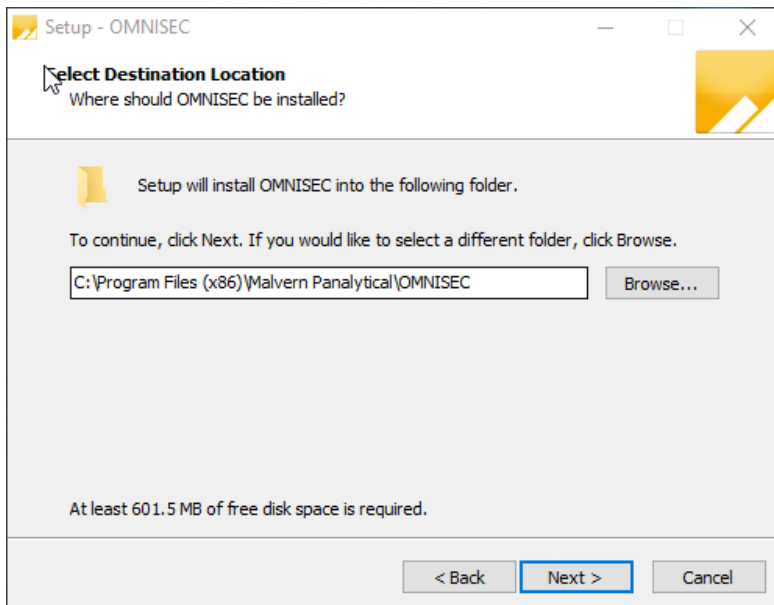 Setup - OMNISEC
Select Destination Location
Where should OMNISEC be installed?
Setup will install OMNISEC into the following folder.
To continue, click Next. If you would like to select a different folder, click Browse.
C:\Program Files (x86)\Malvern Panalytical\OMNISEC
Browse...
At least 601.5 MB of free disk space is required.
< Back
Next >
Cancel